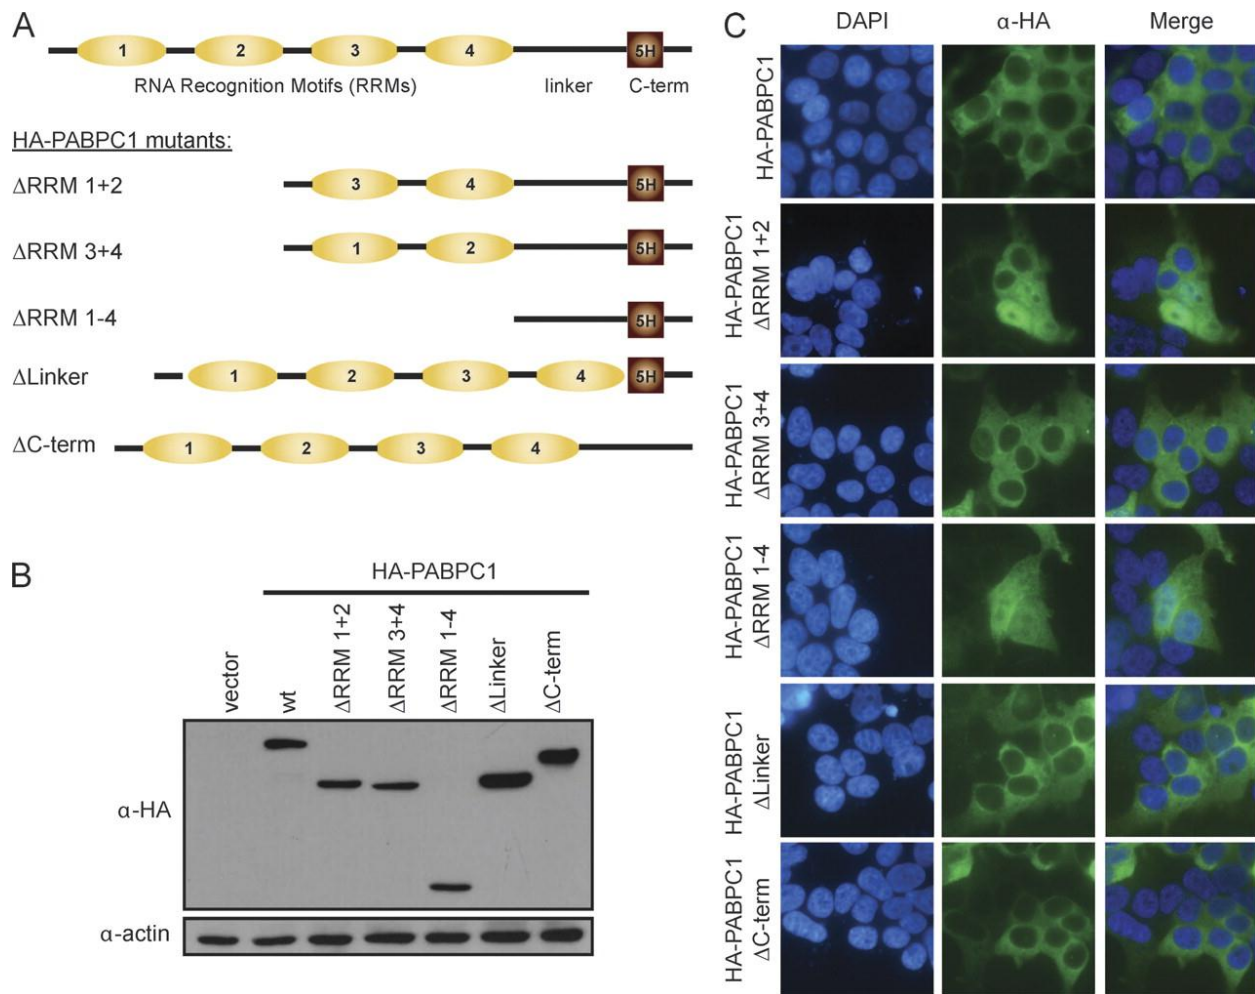 A
1 2 3 4 5H
RNA Recognition Motifs (RRMs) linker C-term
HA-PABPC1 mutants:
ΔRRM 1+2 3 4 5H
ΔRRM 3+4 1 2 5H
ΔRRM 1-4 5H
ΔLinker 1 2 3 4 5H
ΔC-term 1 2 3 4
B
HA-PABPC1
vector
wt
ΔRRM 1+2
ΔRRM 3+4
ΔRRM 1-4
ΔLinker
ΔC-term
α-HA
α-actin
C
DAPI α-HA Merge
HA-PABPC1
HA-PABPC1
ΔRRM 1+2
HA-PABPC1
ΔRRM 3+4
HA-PABPC1
ΔRRM 1-4
HA-PABPC1
ΔLinker
HA-PABPC1
ΔC-term